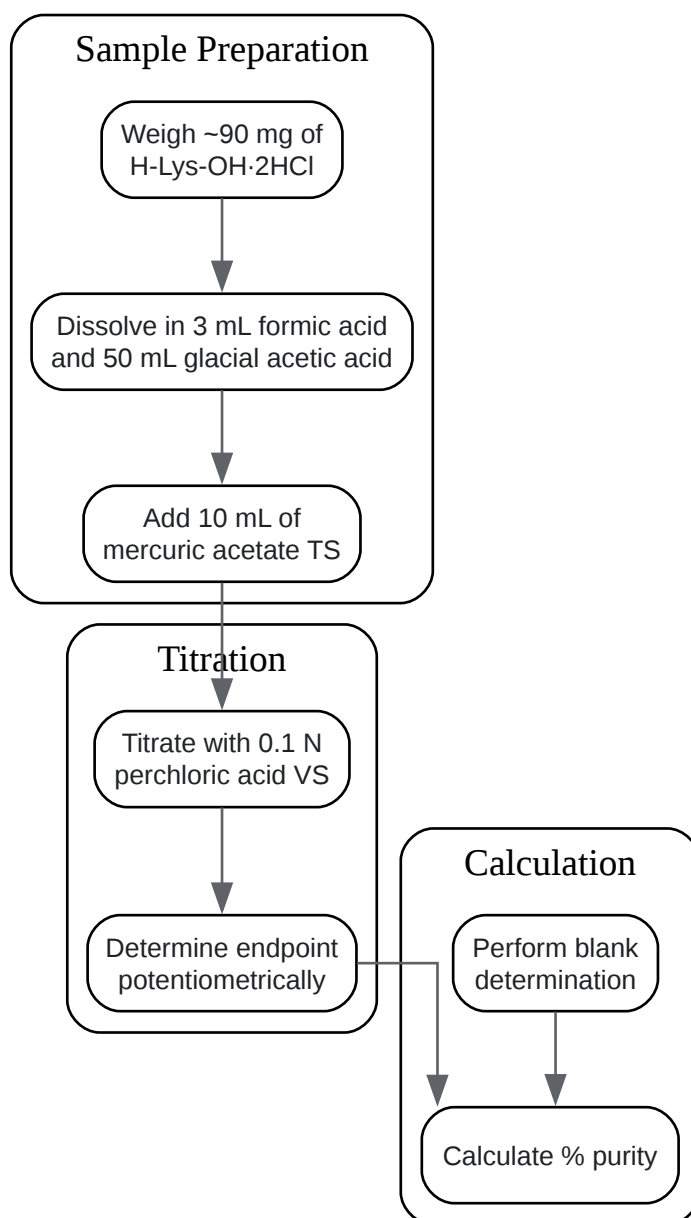 Sample Preparation
Weigh ~90 mg of
H-Lys-OH·2HCl
Dissolve in 3 mL formic acid
and 50 mL glacial acetic acid
Add 10 mL of
mercuric acetate TS
Titration
Titrate with 0.1 N
perchloric acid VS
Determine endpoint
potentiometrically
Calculation
Perform blank
determination
Calculate % purity